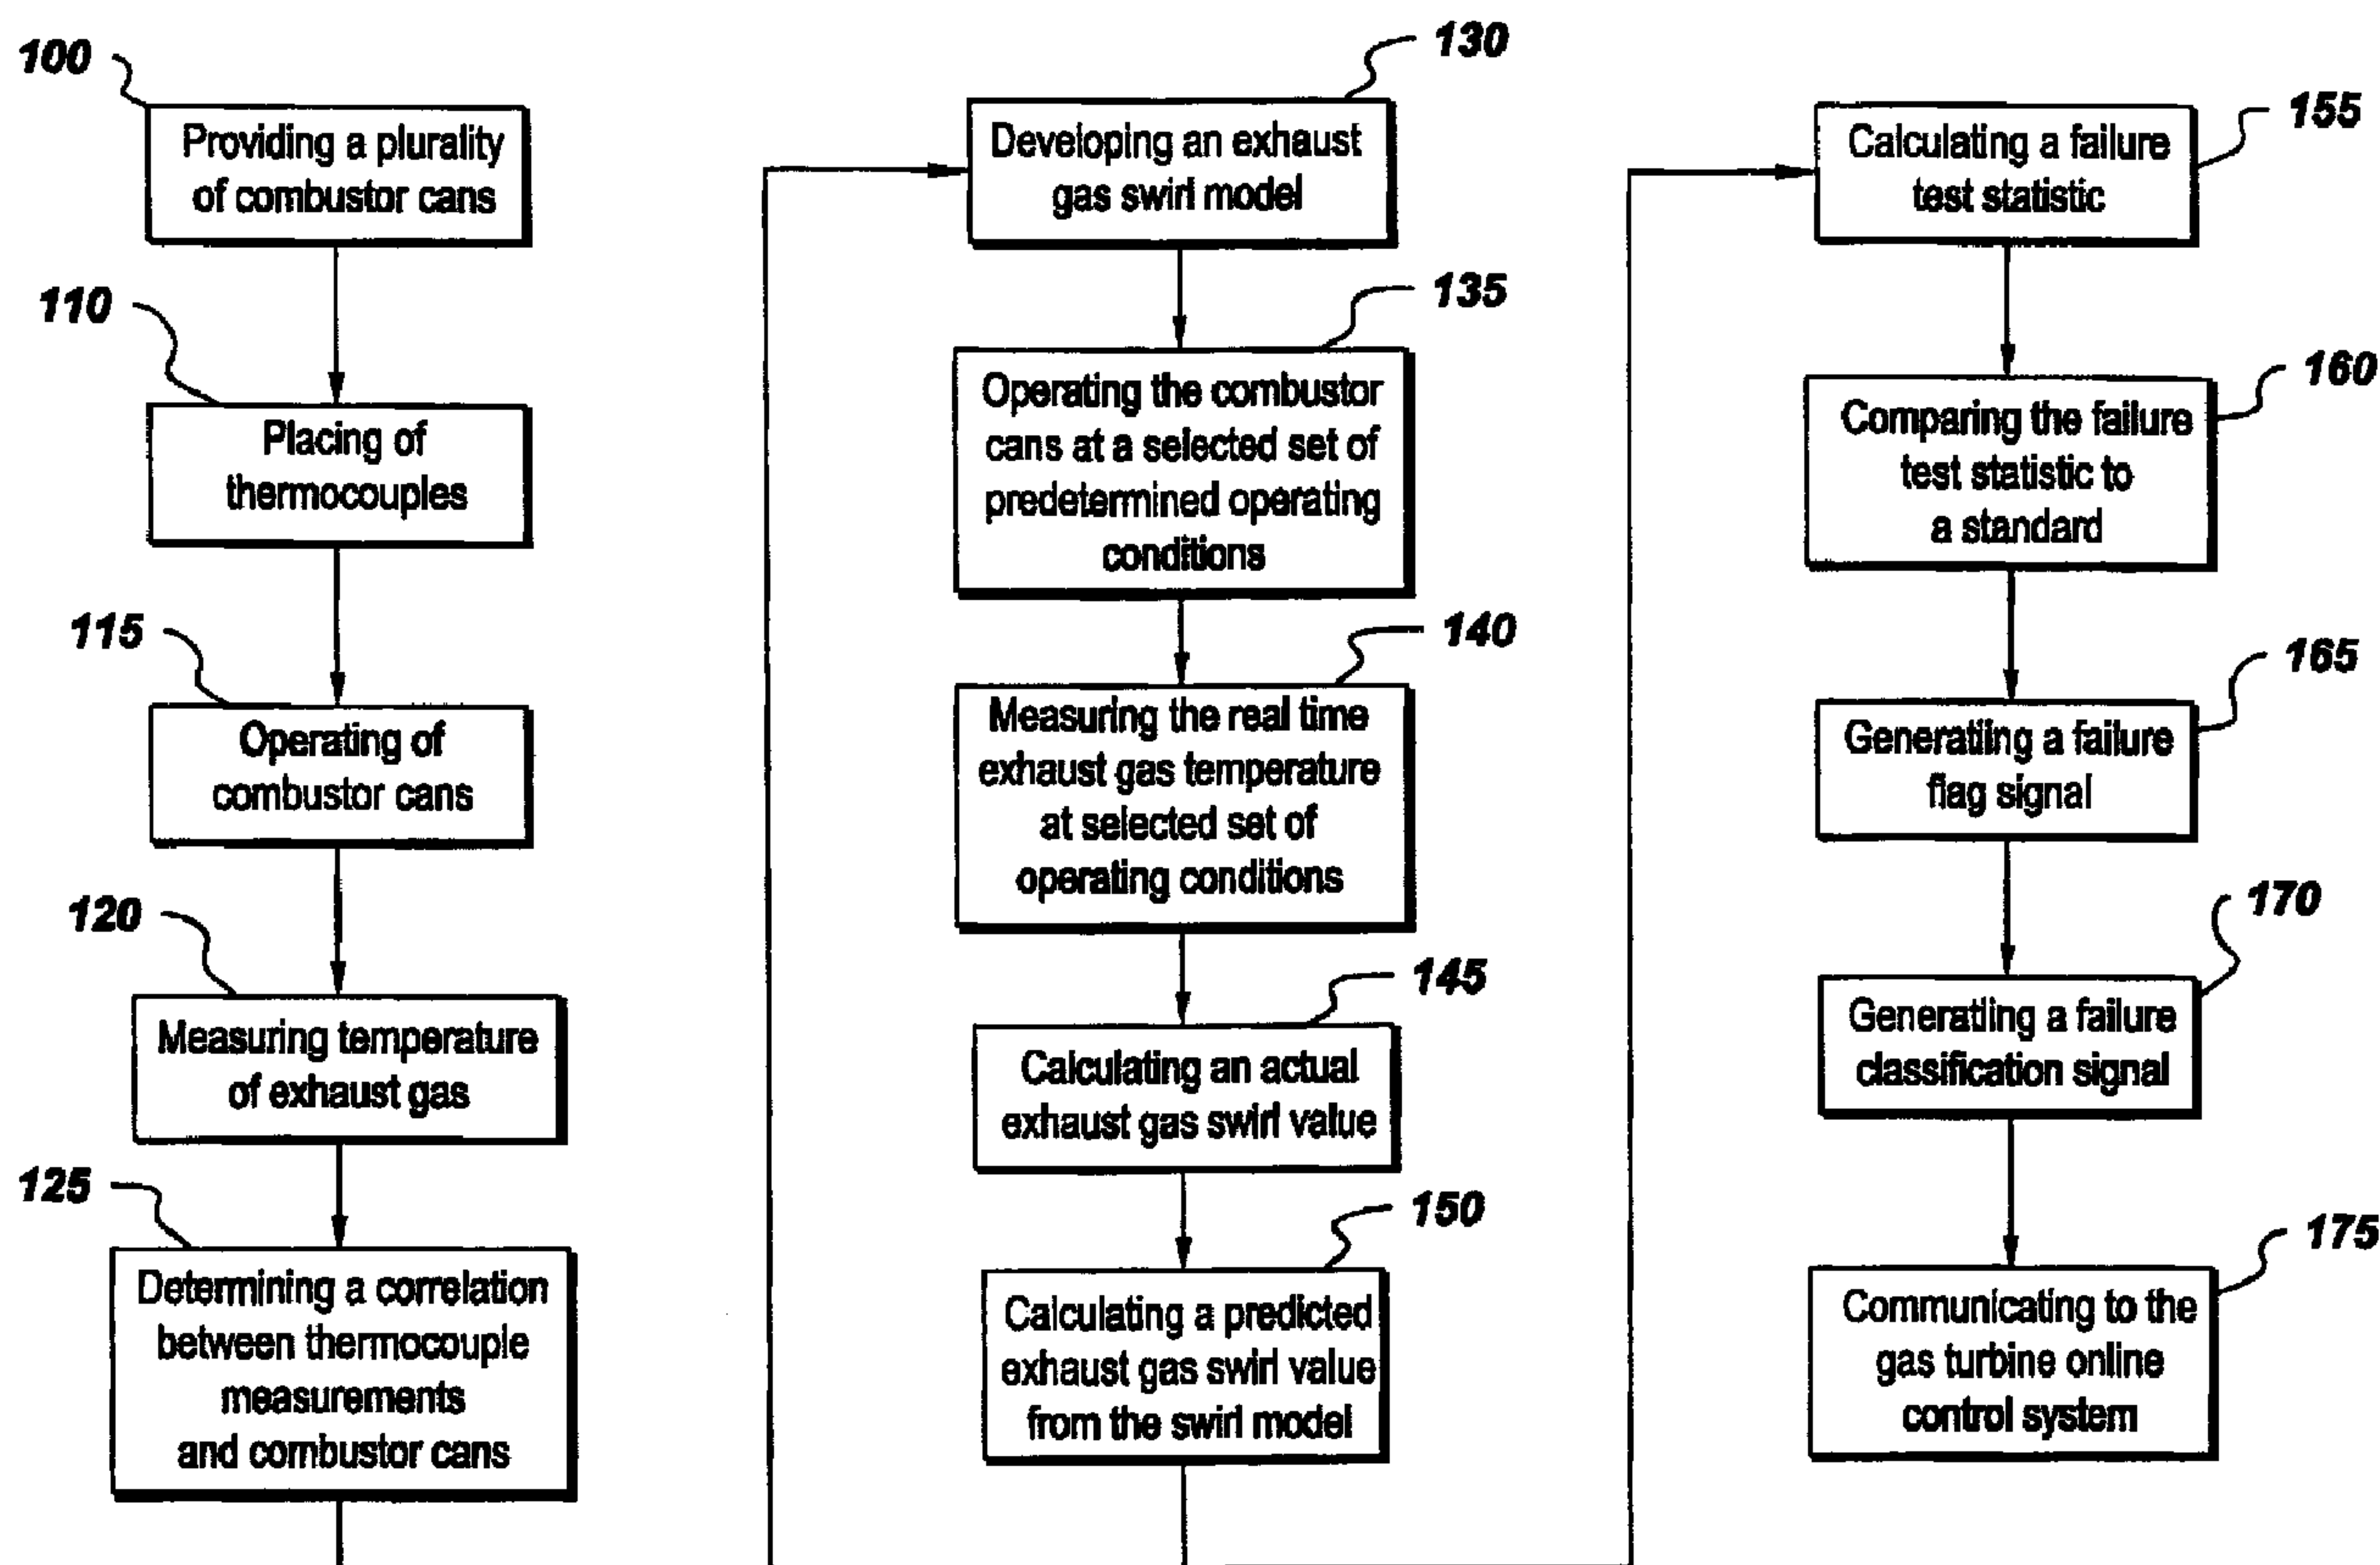 100
Providing a plurality
of combustor cans
110
Placing of
thermocouples
115
Operating of
combustor cans
120
Measuring temperature
of exhaust gas
125
Determining a correlation
between thermocouple
measurements
and combustor cans
130
Developing an exhaust
gas swirl model
135
Operating the combustor
cans at a selected set of
predetermined operating
conditions
140
Measuring the real time
exhaust gas temperature
at selected set of
operating conditions
145
Calculating an actual
exhaust gas swirl value
150
Calculating a predicted
exhaust gas swirl value
from the swirl model
155
Calculating a failure
test statistic
160
Comparing the failure
test statistic to
a standard
165
Generatiing a failure
flag signal
170
Generatiing a failure
classification signal
175
Communicating to the
gas turbine online
control system